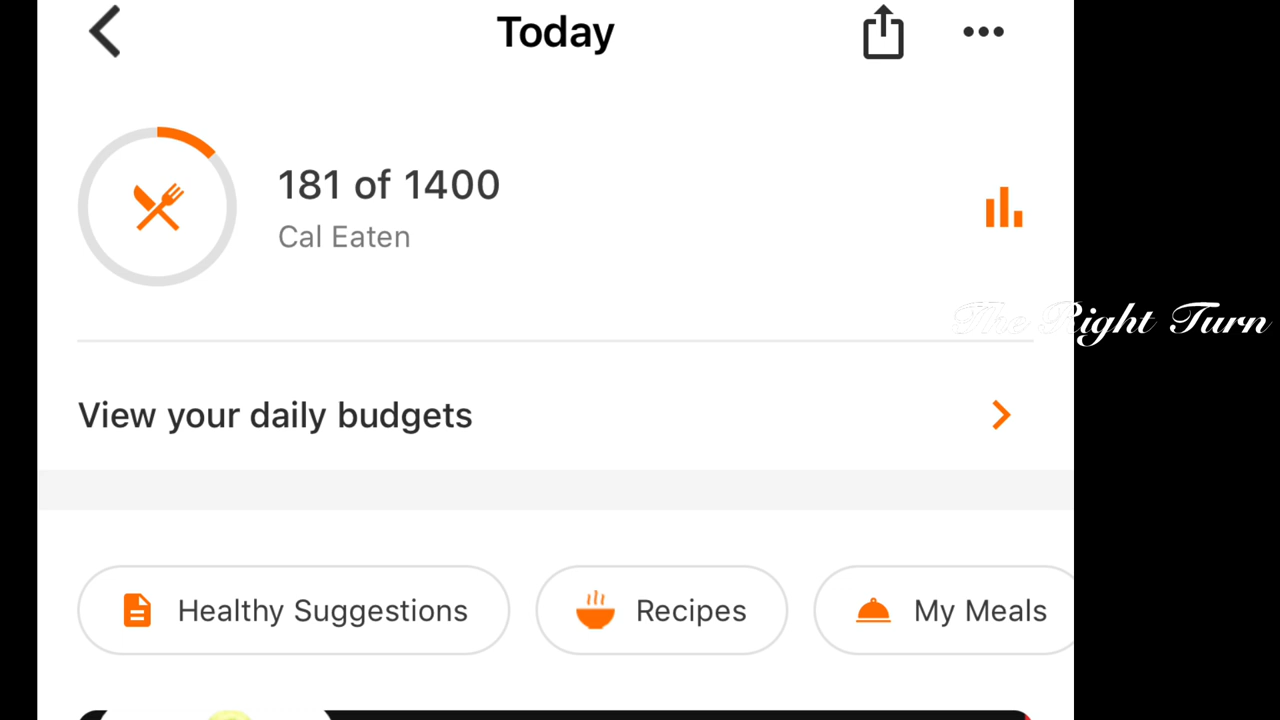 Today
181 of 1400
Cal Eaten
The Right Turn
View your daily budgets
Healthy Suggestions
Recipes
My Meals